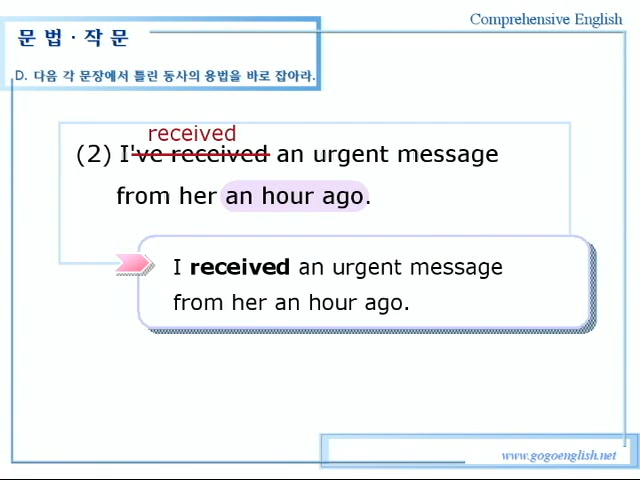 Comprehensive English
문 법 · 작 문
D. 다음 각 문장에서 틀린 동사의 용법을 바로 잡아라.
received
(2) I've received an urgent message
from her an hour ago.
I received an urgent message
from her an hour ago.
www.gogoenglish.net